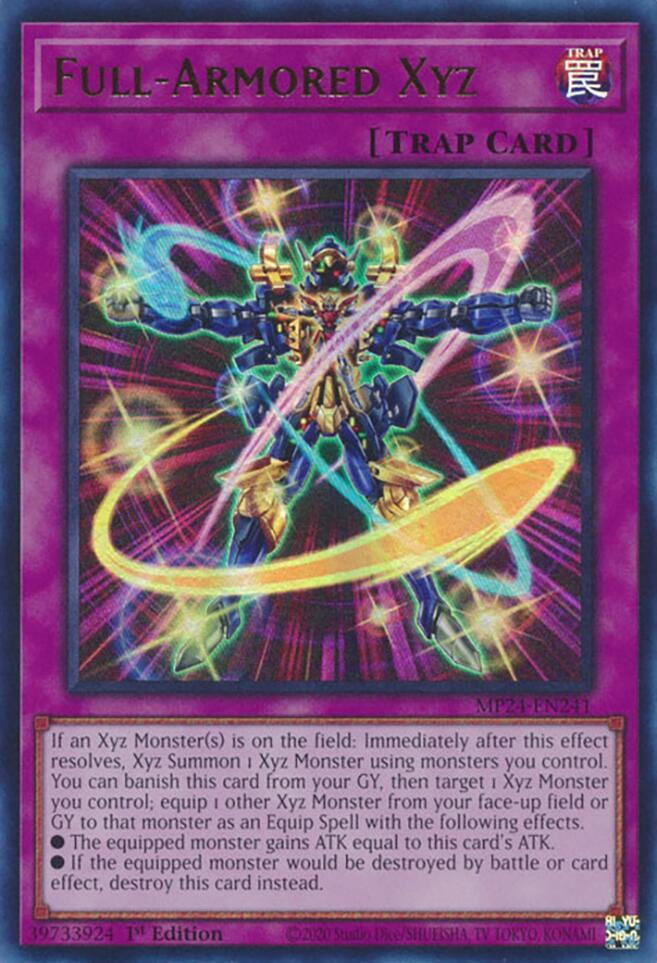 Full-Armored Xyz
TRAP
罠
[Trap Card]
MP24-EN241
If an Xyz Monster(s) is on the field: Immediately after this effect
resolves, Xyz Summon 1 Xyz Monster using monsters you control.
You can banish this card from your GY, then target 1 Xyz Monster
you control; equip 1 other Xyz Monster from your face-up field or
GY to that monster as an Equip Spell with the following effects.
● The equipped monster gains ATK equal to this card's ATK.
● If the equipped monster would be destroyed by battle or card
effect, destroy this card instead.
39733924 1st Edition
©2020 Studio Dice/SHUEISHA, TV TOKYO, KONAMI